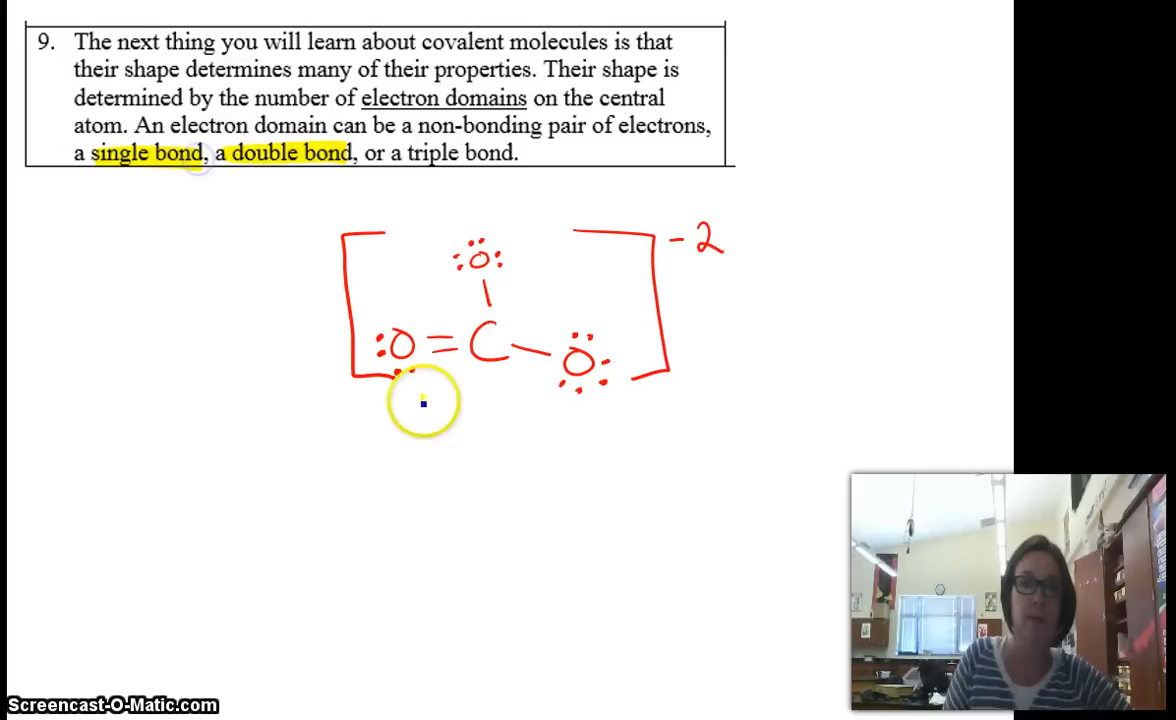 9. The next thing you will learn about covalent molecules is that
their shape determines many of their properties. Their shape is
determined by the number of electron domains on the central
atom. An electron domain can be a non-bonding pair of electrons,
a single bond, a double bond, or a triple bond.
-2
:Ö:
:O = C - O
Screencast-O-Matic.com